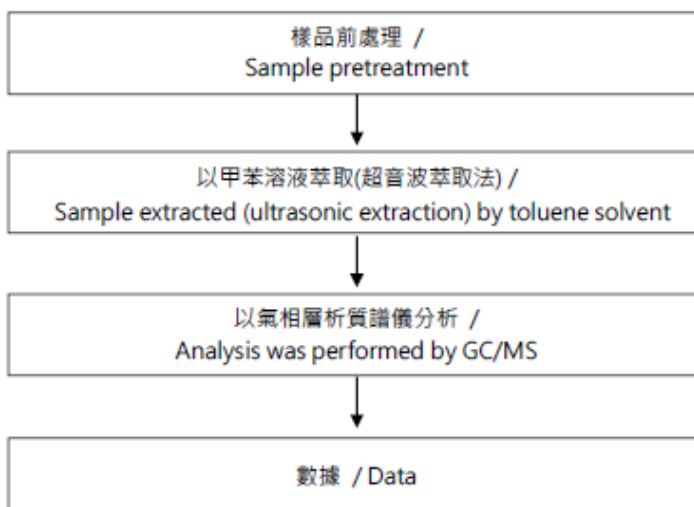 樣品前處理 /
Sample pretreatment
以甲苯溶液萃取(超音波萃取法) /
Sample extracted (ultrasonic extraction) by toluene solvent
以氣相層析質譜儀分析 /
Analysis was performed by GC/MS
數據 / Data